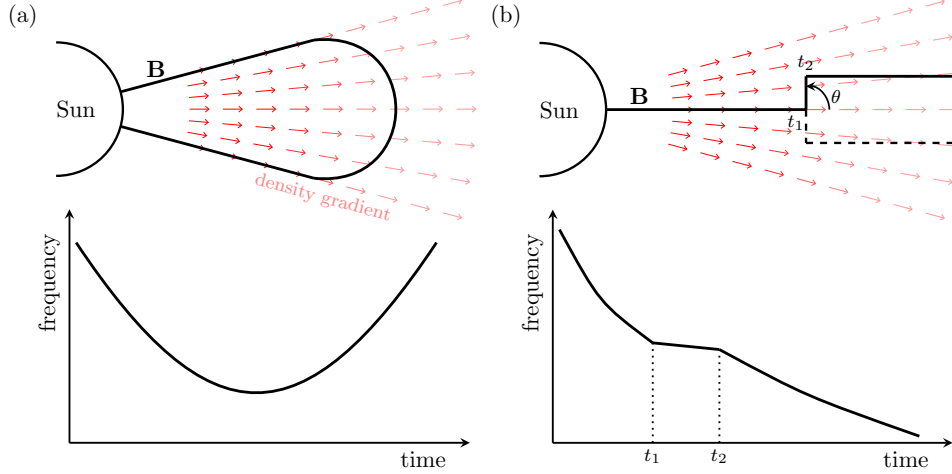 (a)
B
Sun
density gradient
frequency
time
(b)
B
Sun
t2
θ
t1
frequency
t1
t2
time